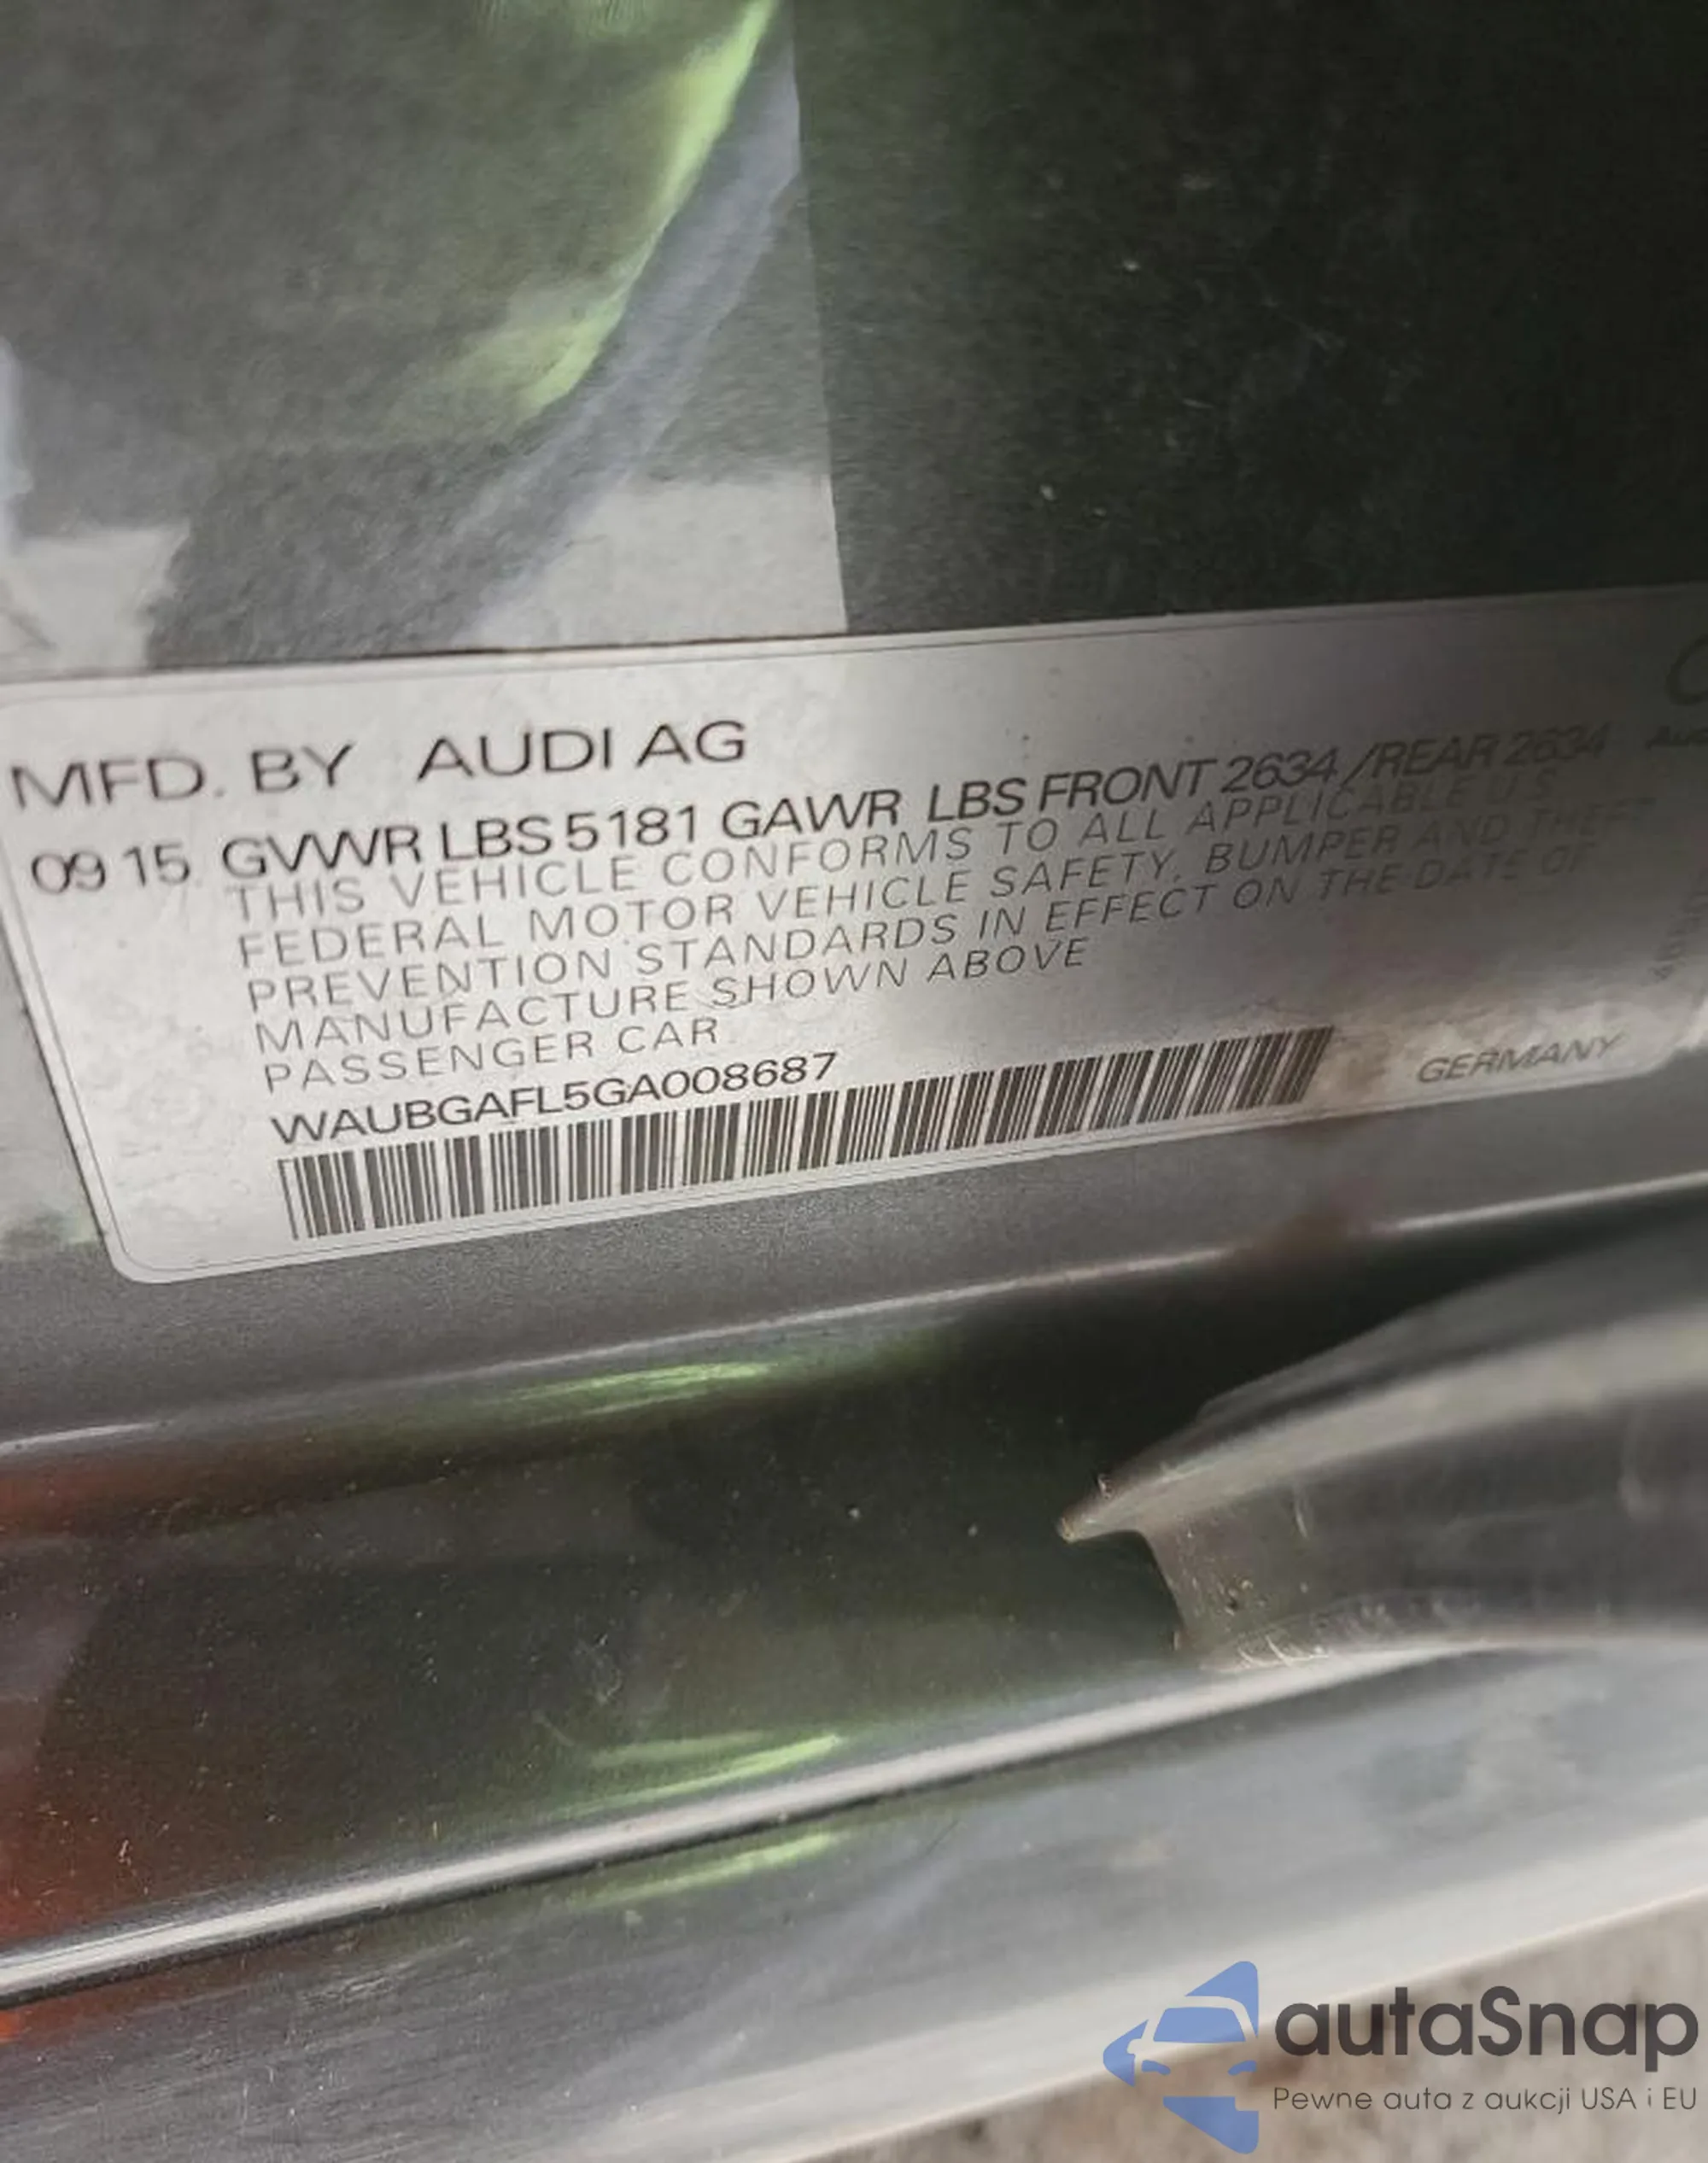 MFD. BY AUDI AG
09 15 GVWR LBS 5181 GAWR LBS FRONT 2634 /REAR 2634
THIS VEHICLE CONFORMS TO ALL APPLICABLE U S
FEDERAL MOTOR VEHICLE SAFETY, BUMPER AND THEFT
PREVENTION STANDARDS IN EFFECT ON THE DATE OF
MANUFACTURE SHOWN ABOVE
PASSENGER CAR
WAUBGAFL5GA008687
GERMANY
autaSnap
Pewne auta z aukcji USA i EU